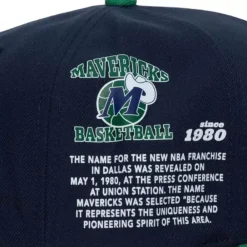 MAVERICKS
M
BASKETBALL
since
1980
THE NAME FOR THE NEW NBA FRANCHISE
IN DALLAS WAS REVEALED ON
MAY 1, 1980, AT THE PRESS CONFERENCE
AT UNION STATION. THE NAME
MAVERICKS WAS SELECTED "BECAUSE
IT REPRESENTS THE UNIQUENESS AND
PIONEERING SPIRIT OF THIS AREA.